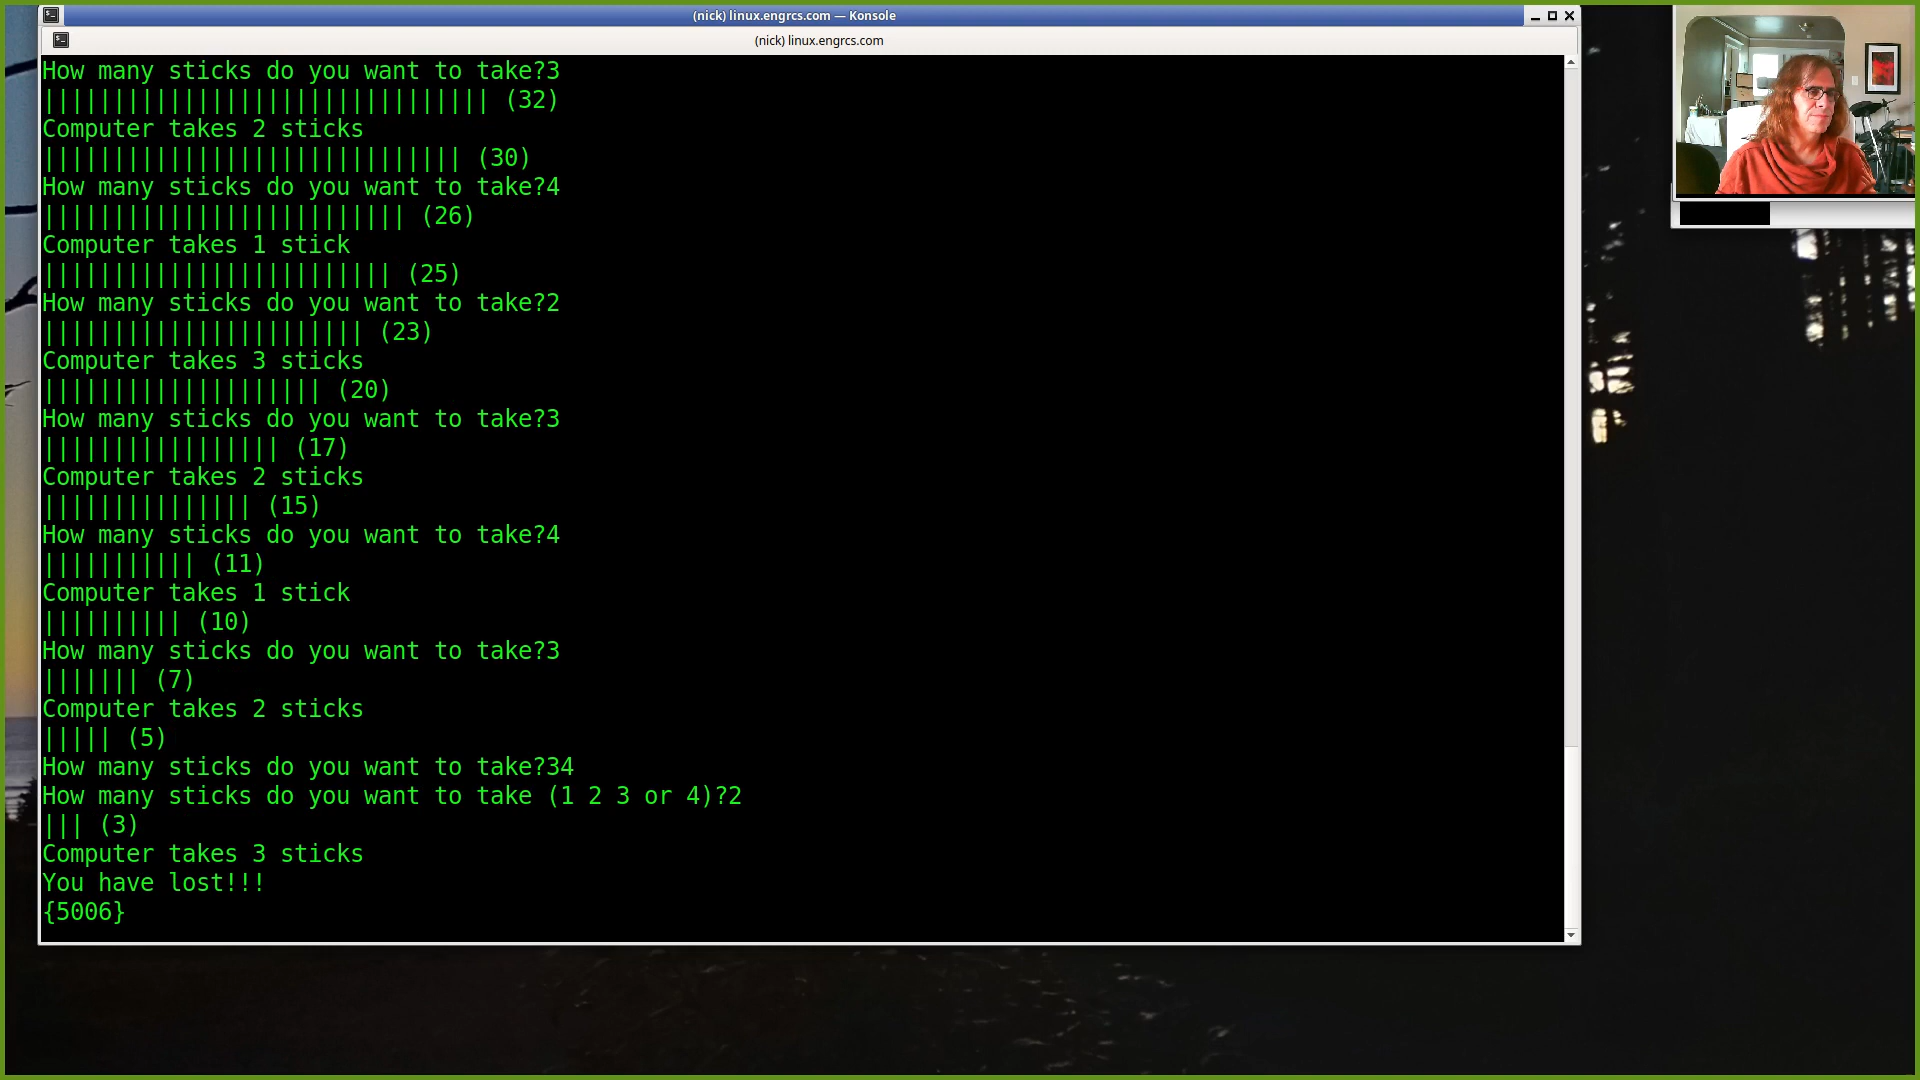 (nick) linux.engrcs.com — Konsole
(nick) linux.engrcs.com
How many sticks do you want to take?3
|||||||||||||||||||||||||||||||| (32)
Computer takes 2 sticks
|||||||||||||||||||||||||||||| (30)
How many sticks do you want to take?4
|||||||||||||||||||||||||| (26)
Computer takes 1 stick
||||||||||||||||||||||||| (25)
How many sticks do you want to take?2
||||||||||||||||||||||| (23)
Computer takes 3 sticks
|||||||||||||||||||| (20)
How many sticks do you want to take?3
||||||||||||||||| (17)
Computer takes 2 sticks
||||||||||||||| (15)
How many sticks do you want to take?4
||||||||||| (11)
Computer takes 1 stick
|||||||||| (10)
How many sticks do you want to take?3
||||||| (7)
Computer takes 2 sticks
||||| (5)
How many sticks do you want to take?34
How many sticks do you want to take (1 2 3 or 4)?2
||| (3)
Computer takes 3 sticks
You have lost!!!
{5006}